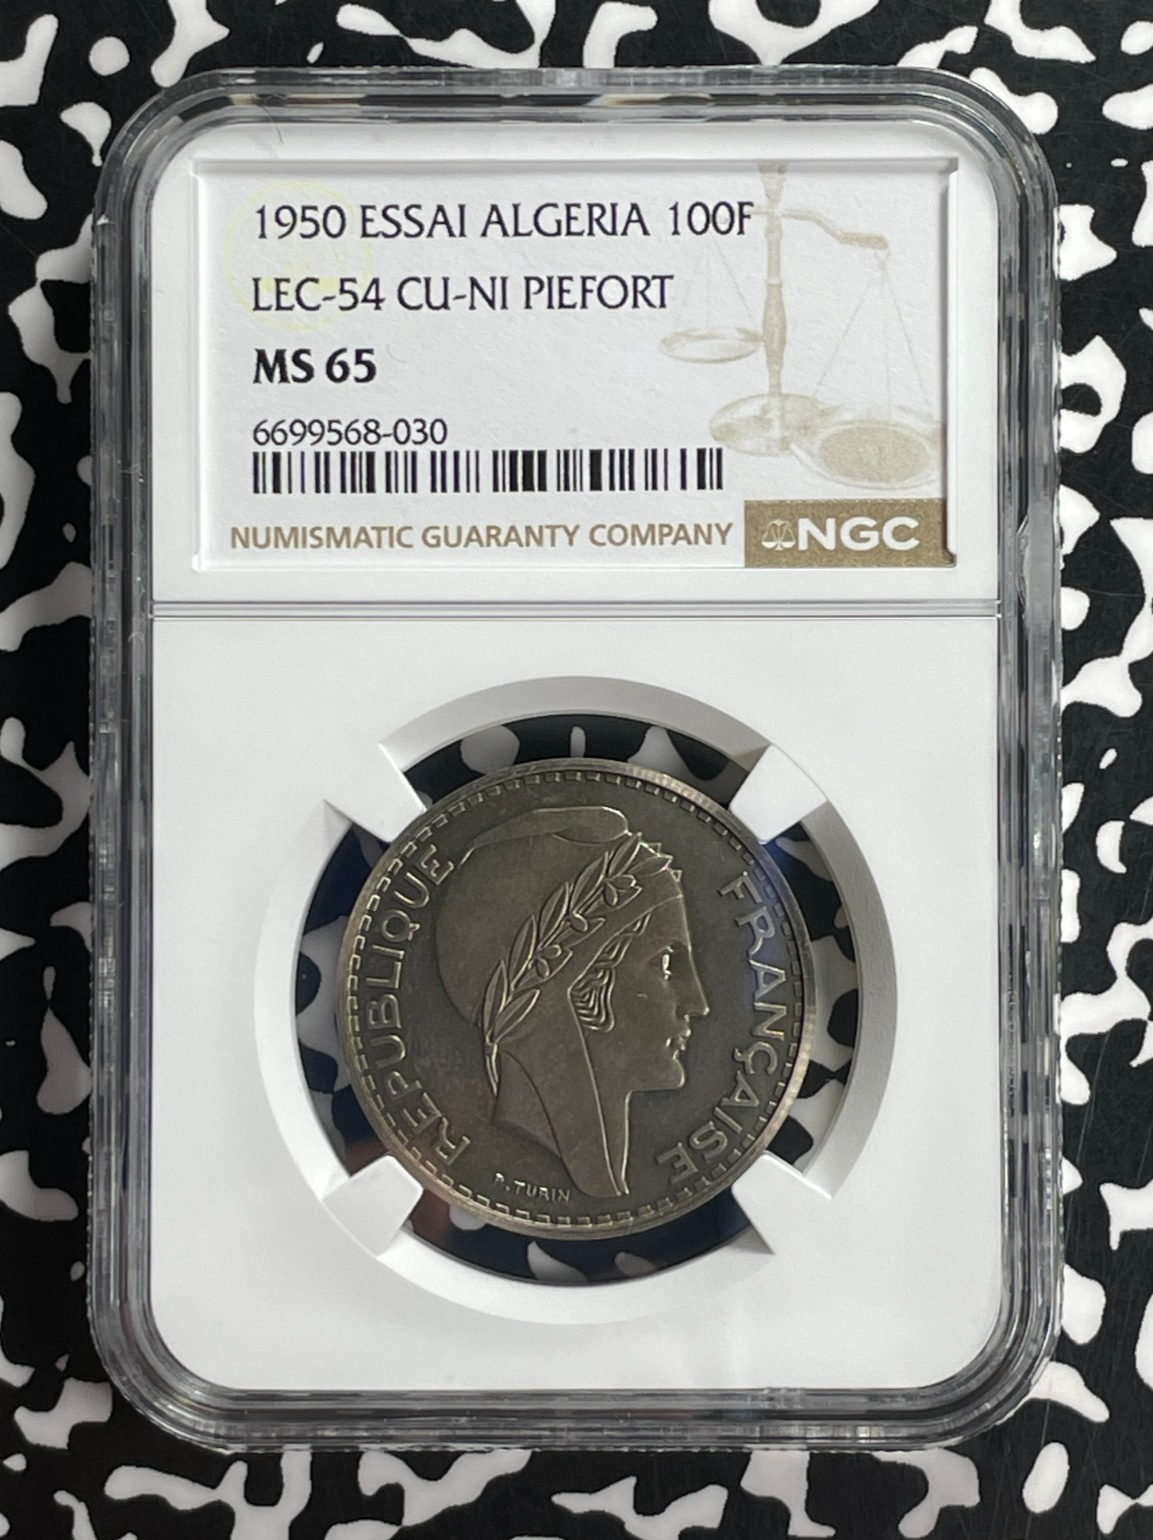 1950 ESSAI ALGERIA 100F
LEC-54 CU-NI PIEFORT
MS 65
6699568-030
NUMISMATIC GUARANTY COMPANY
NGC
RÉPUBLIQUE
FRANÇAISE
P.TURIN